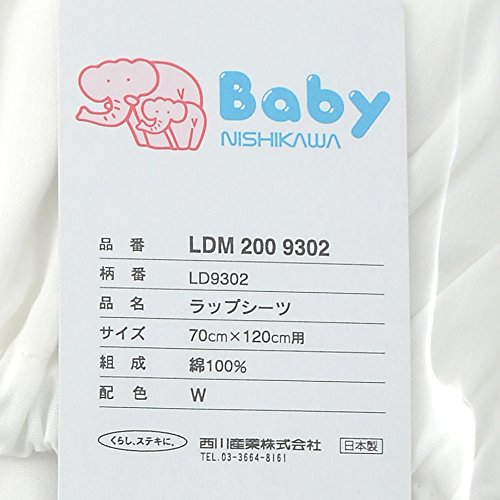 Baby
NISHIKAWA
品番 LDM 200 9302
柄番 LD9302
品名 ラップシーツ
サイズ 70cm×120cm用
組成 綿100%
配色 W
くらし、ステキに。 西川産業株式会社 日本製
TEL.03-3664-8161